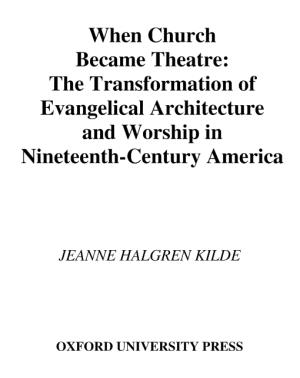 When Church
Became Theatre:
The Transformation of
Evangelical Architecture
and Worship in
Nineteenth-Century America
JEANNE HALGREN KILDE
OXFORD UNIVERSITY PRESS